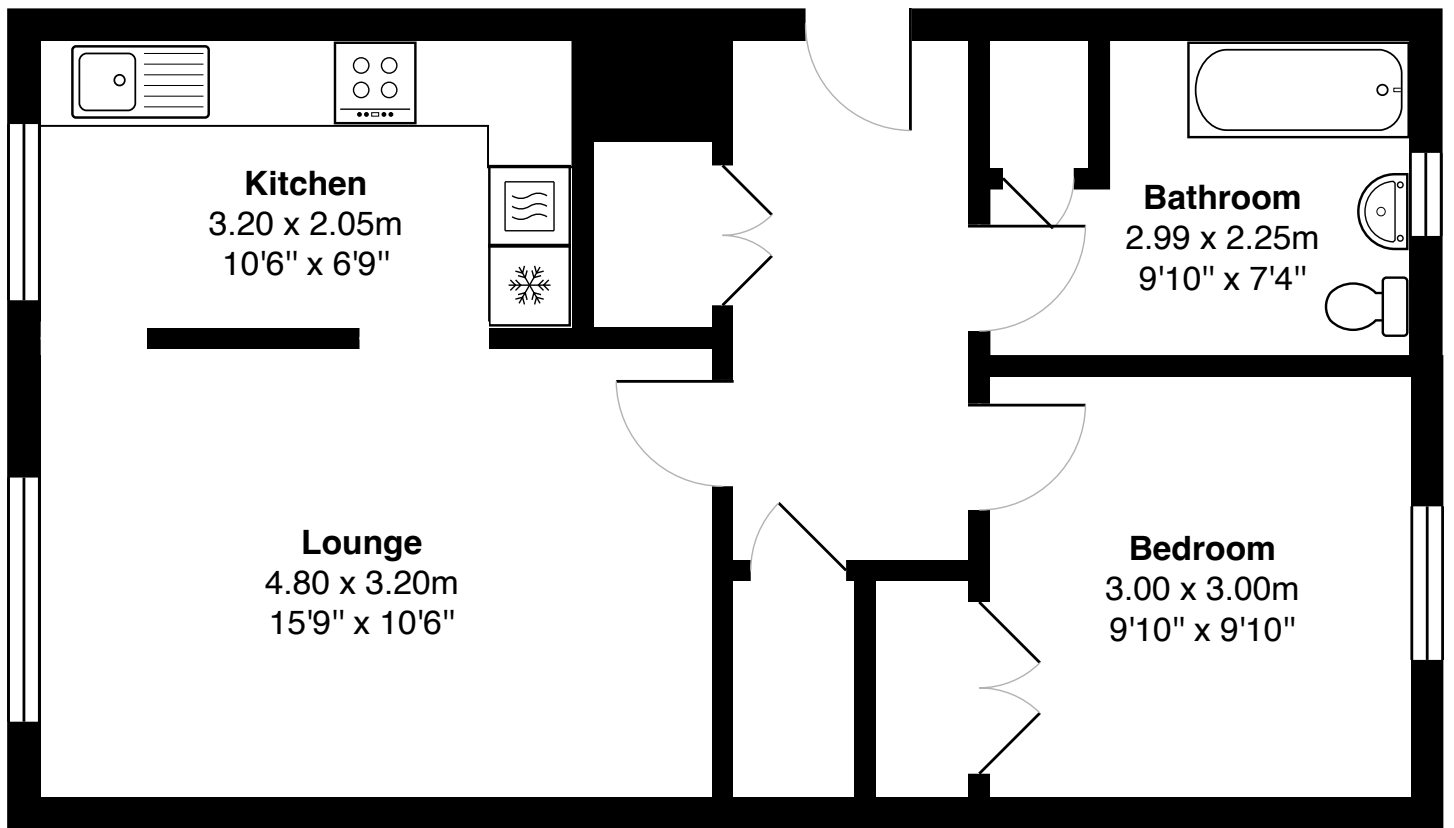 Kitchen
3.20 x 2.05m
10'6" x 6'9"
Bathroom
2.99 x 2.25m
9'10" x 7'4"
Lounge
4.80 x 3.20m
15'9" x 10'6"
Bedroom
3.00 x 3.00m
9'10" x 9'10"